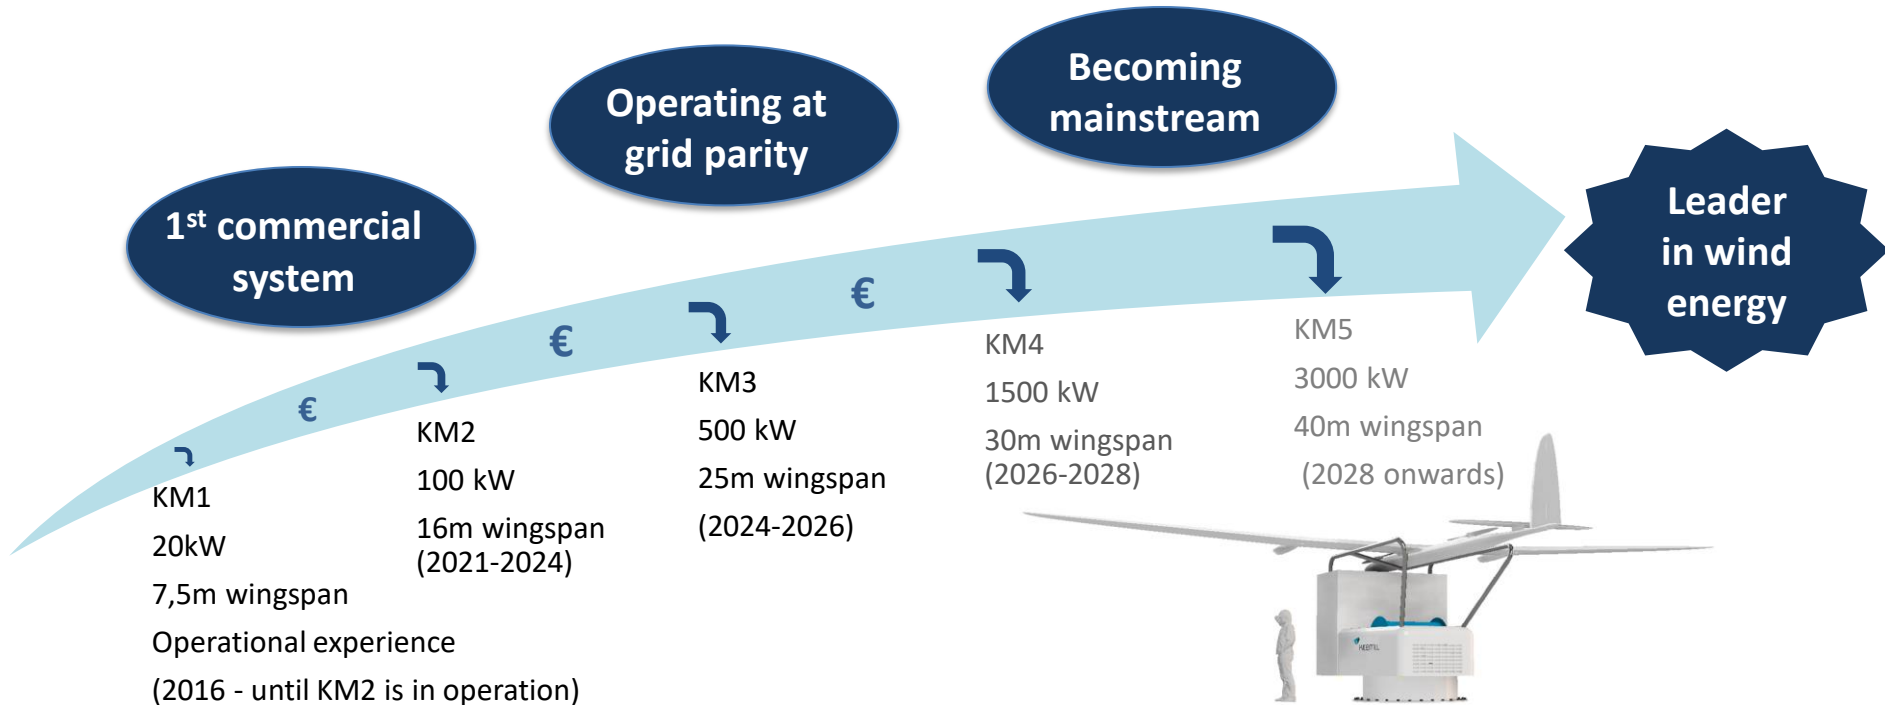 1st commercial
system
Operating at
grid parity
Becoming
mainstream
Leader
in wind
energy
€
€
€
KM1
20kW
7,5m wingspan
Operational experience
(2016 - until KM2 is in operation)
KM2
100 kW
16m wingspan
(2021-2024)
KM3
500 kW
25m wingspan
(2024-2026)
KM4
1500 kW
30m wingspan
(2026-2028)
KM5
3000 kW
40m wingspan
(2028 onwards)